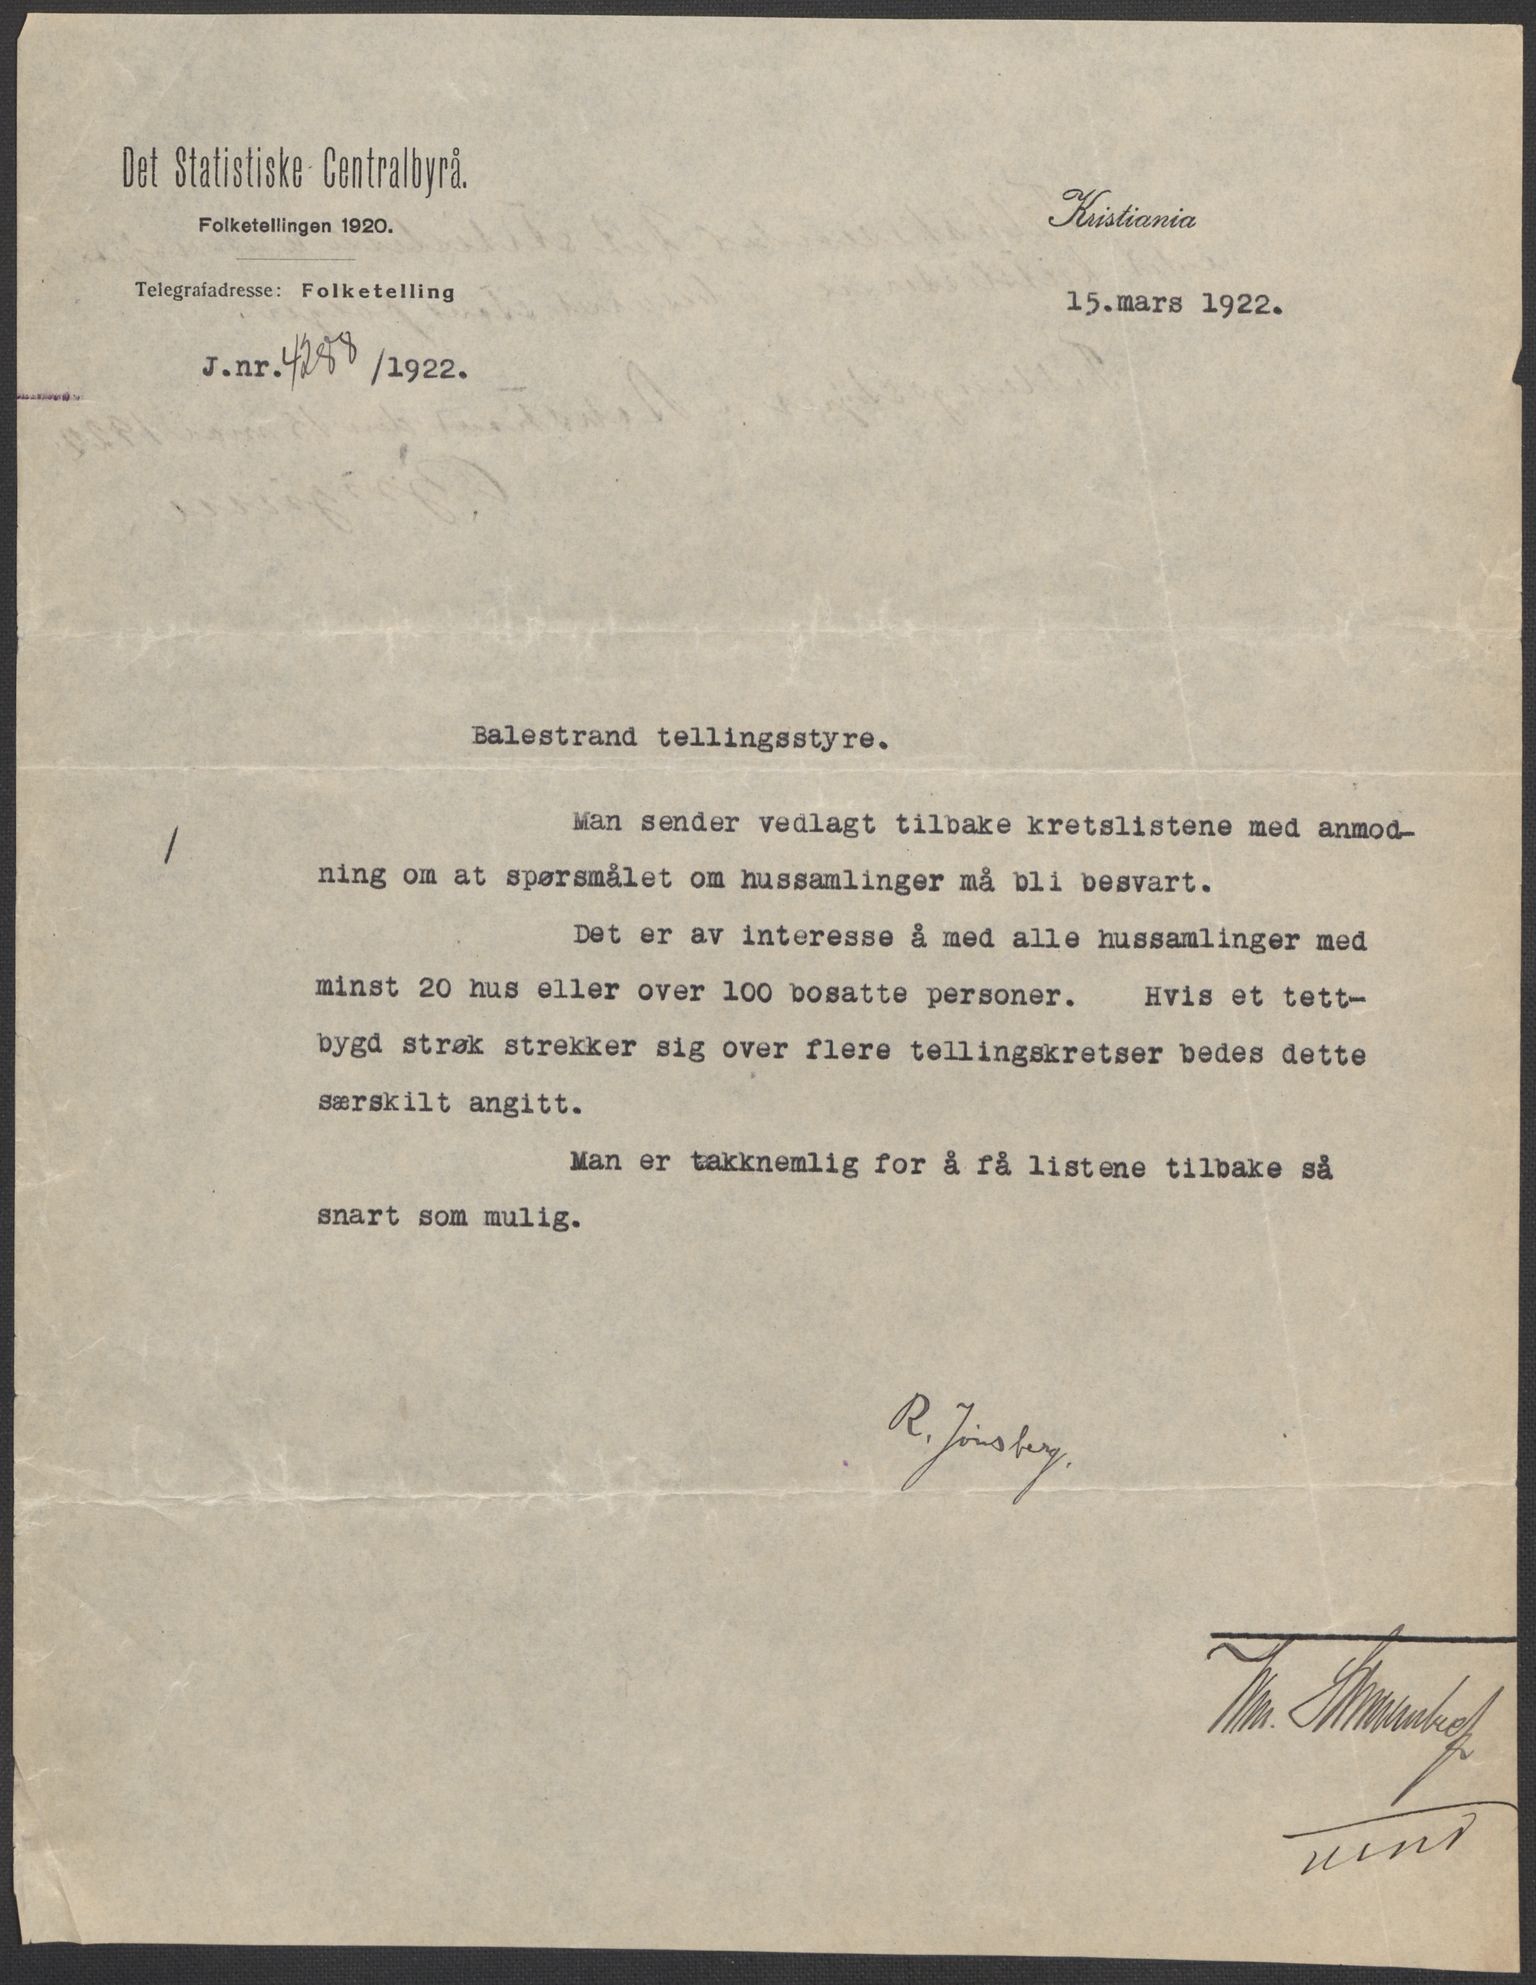 Det Statistiske Centralbyrå.
Folketellingen 1920.
Telegrafadresse: Folketelling
J.nr. 4288 /1922.
Kristiania
15.mars 1922.
Balestrand tellingsstyre.
Man sender vedlagt tilbake kretslistene med anmod-
ning om at spørsmålet om hussamlinger må bli besvart.
Det er av interesse å med alle hussamlinger med
minst 20 hus eller over 100 bosatte personer. Hvis et tett-
bygd strøk strekker sig over flere tellingskretser bedes dette
særskilt angitt.
Man er takknemlig for å få listene tilbake så
snart som mulig.
R. Jønsberg.
vend